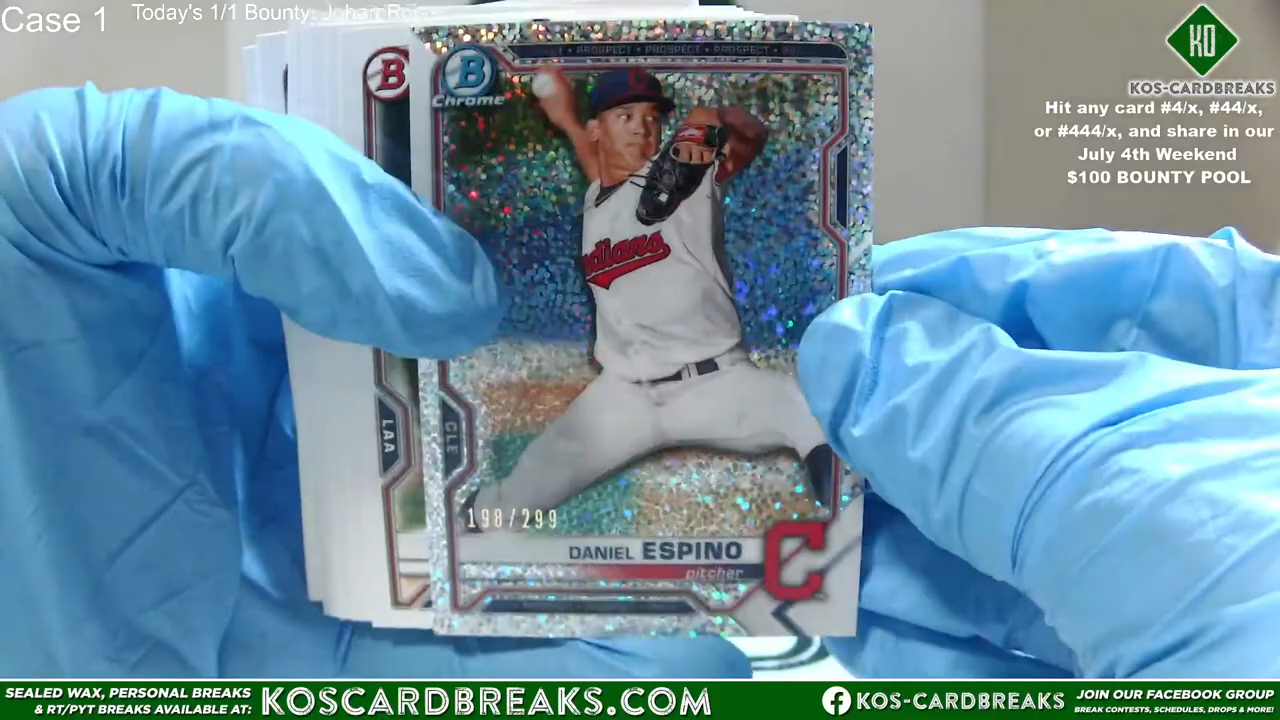 Case 1
Today's 1/1 Bounty: Johan
KO
KOS-CARDBREAKS
Hit any card #4/x, #44/x,
or #444/x, and share in our
July 4th Weekend
$100 BOUNTY POOL
PROSPECT • PROSPECT • PROSPECT
B
B
Chrome
Indians
LAA
CLE
198/299
DANIEL ESPINO
pitcher
C
SEALED WAX, PERSONAL BREAKS
& RT/PYT BREAKS AVAILABLE AT:
KOSCARDBREAKS.COM
KOS-CARDBREAKS
JOIN OUR FACEBOOK GROUP
BREAK CONTESTS, SCHEDULES, DROPS & MORE!